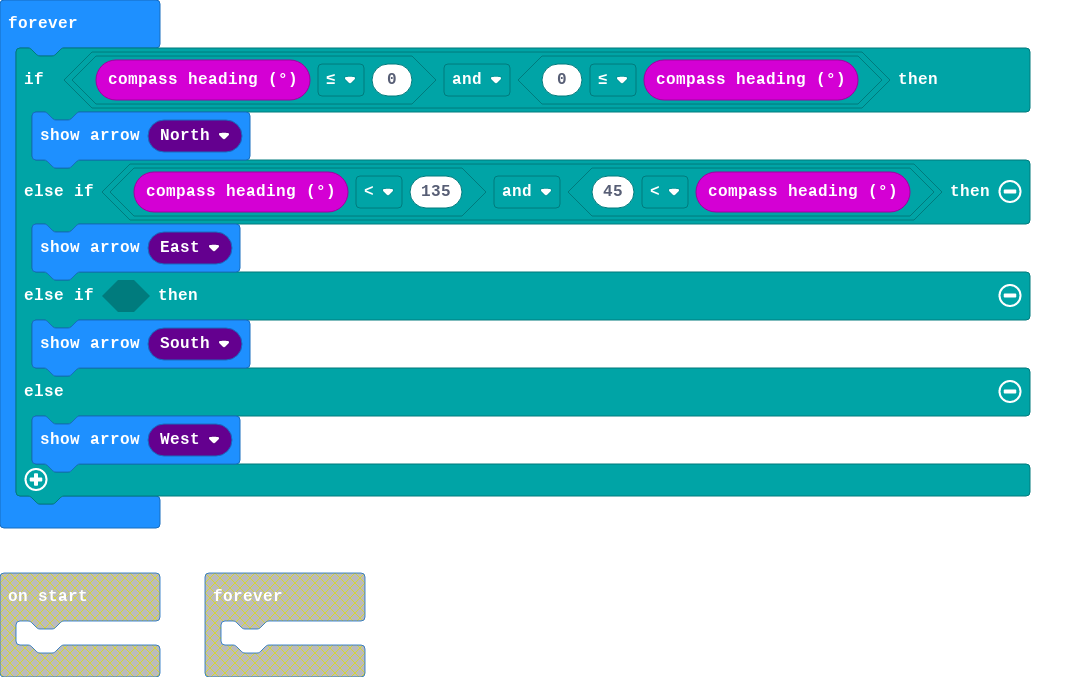 forever
if compass heading (°) ≤ 0 and 0 ≤ compass heading (°) then
show arrow North
else if compass heading (°) < 135 and 45 < compass heading (°) then
show arrow East
else if then
show arrow South
else
show arrow West
on start forever